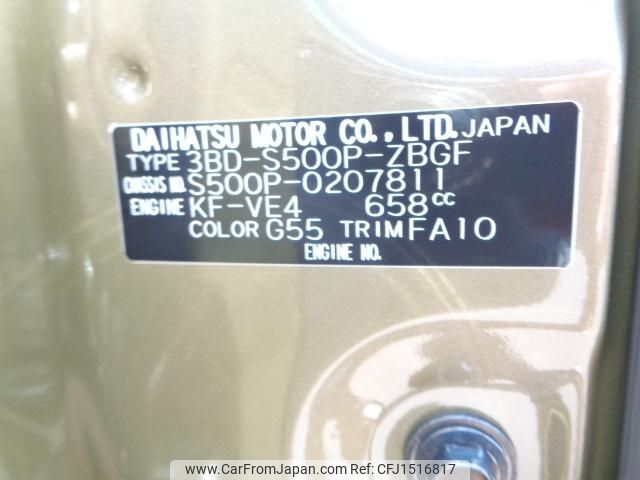 DAIHATSU MOTOR CO., LTD. JAPAN
TYPE 3BD-S500P-ZBGF
CHASSIS NO. S500P-0207811
ENGINE KF-VE4 658cc
COLOR G55 TRIM FA10
ENGINE NO.
www.CarFromJapan.com - CFJ1516817